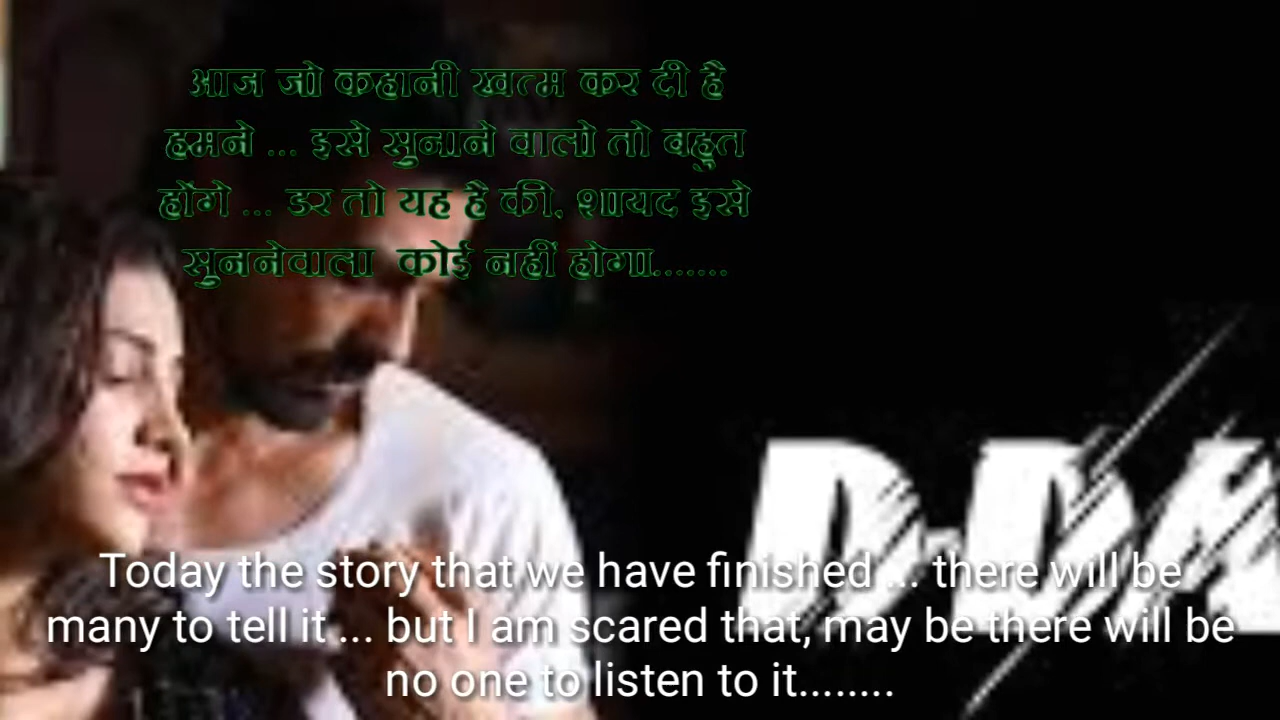 आज जो कहानी खत्म कर दी है
हमने ... इसे सुनाने वालो तो बहुत
होंगे ... डर तो यह है की, शायद इसे
सुननेवाला कोई नहीं होगा.......
D-DA
Today the story that we have finished ... there will be
many to tell it ... but I am scared that, may be there will be
no one to listen to it........